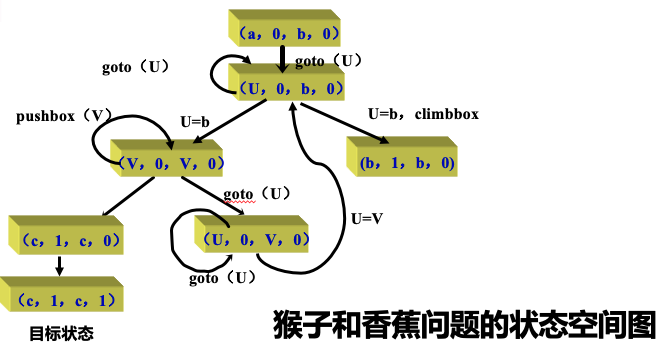 (a, 0, b, 0)
goto (U)
goto (U)
(U, 0, b, 0)
pushbox (V)
U=b
U=b, climbbox
(V, 0, V, 0)
(b, 1, b, 0)
goto (U)
U=V
(c, 1, c, 0)
(U, 0, V, 0)
goto (U)
(c, 1, c, 1)
目标状态
猴子和香蕉问题的状态空间图